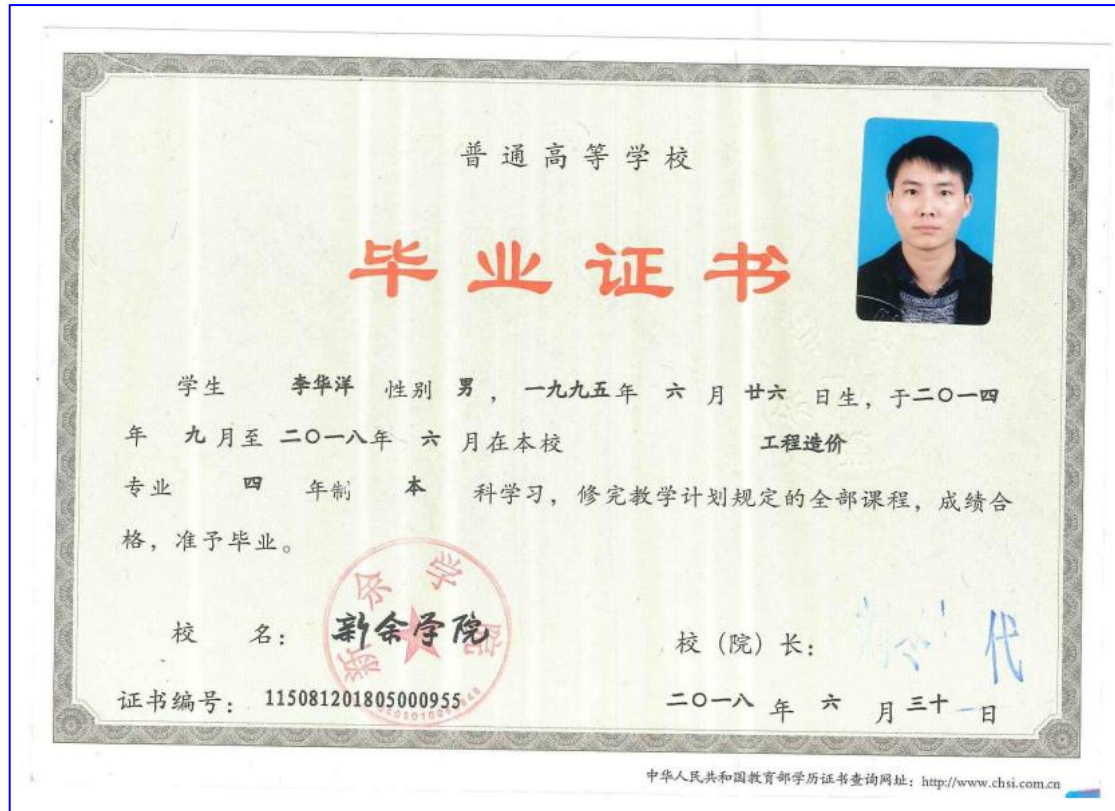 普通高等学校
毕业证书
学生 李华洋 性别 男 ，一九九五年 六 月 廿六 日生，于二〇一四
年 九 月至 二〇一八年 六 月在本校 工程造价
专业 四 年制 本 科学习，修完教学计划规定的全部课程，成绩合
格，准予毕业。
新余学院
校 名： 新余学院
校（院）长： 代
证书编号： 115081201805000955
二〇一八 年 六 月 三十 日
中华人民共和国教育部学历证书查询网址：http://www.chsi.com.cn